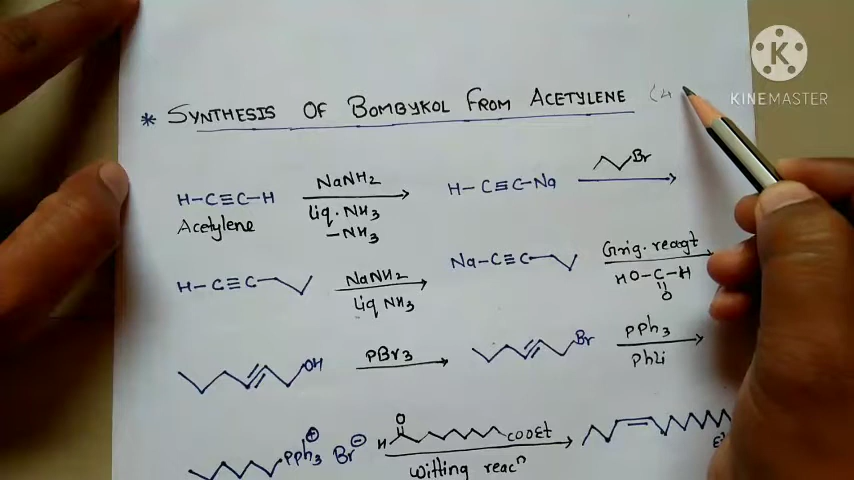 * SYNTHESIS OF BOMBYKOL FROM ACETYLENE (4
KINEMASTER
H-C≡C-H NaNH2 H-C≡C-Na Br
Acetylene liq. NH3
-NH3
H-C≡C NaNH2 Na-C≡C Grig. reagt
liq NH3 HO-C-H
O
OH PBr3 Br PPh3
PhLi
PPh3 ⊕ Br ⊖ H O COOEt
Witting reacn